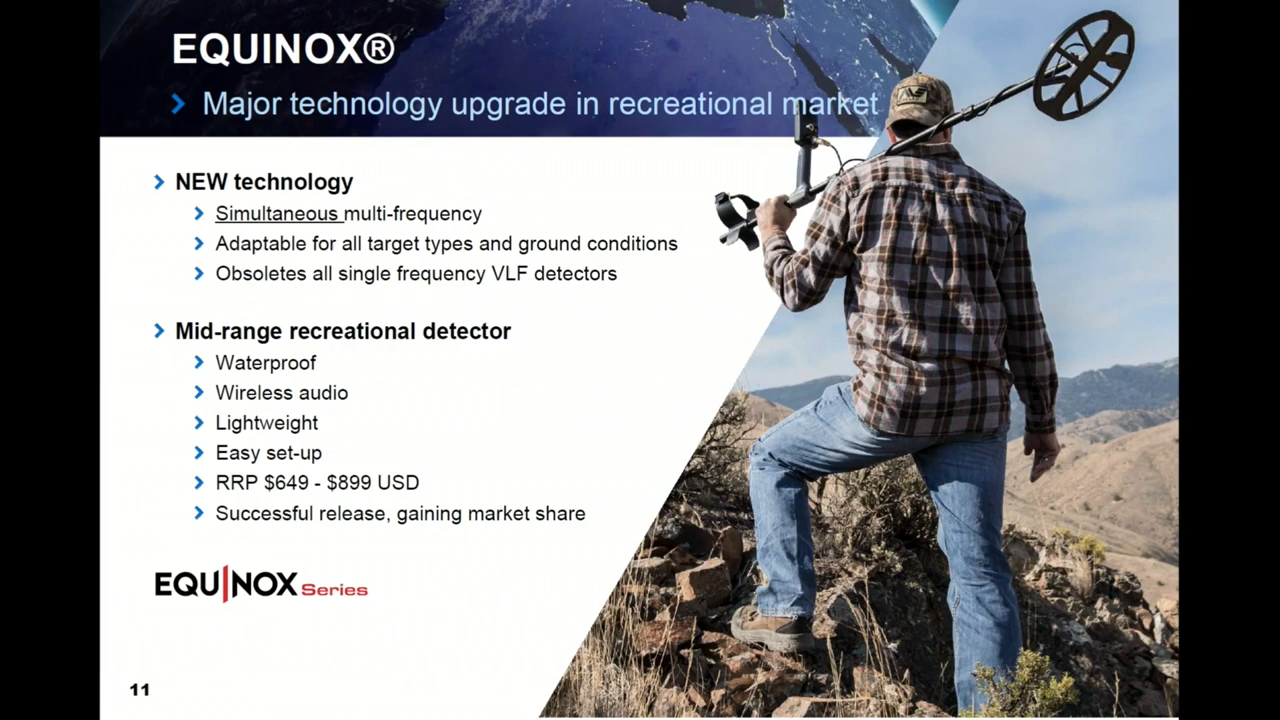 EQUINOX®
Major technology upgrade in recreational market
NEW technology
Simultaneous multi-frequency
Adaptable for all target types and ground conditions
Obsoletes all single frequency VLF detectors
Mid-range recreational detector
Waterproof
Wireless audio
Lightweight
Easy set-up
RRP $649 - $899 USD
Successful release, gaining market share
EQUINOX Series
11